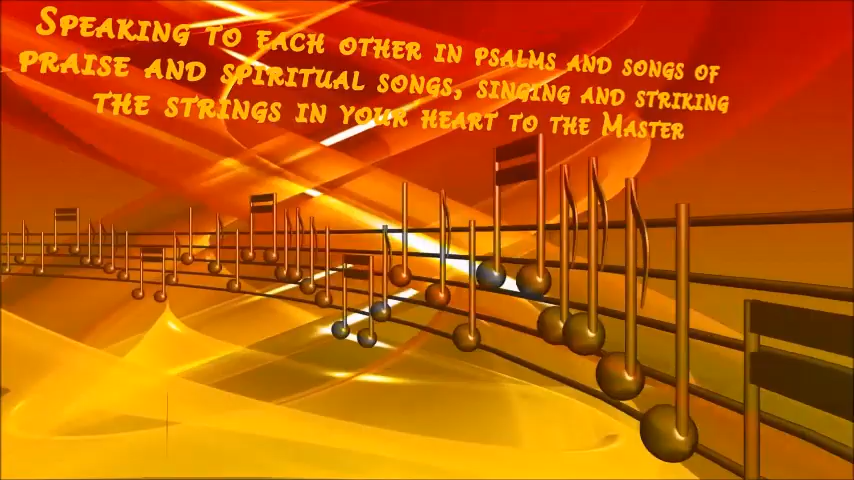 Speaking to each other in psalms and songs of
praise and spiritual songs, singing and striking
the strings in your heart to the Master